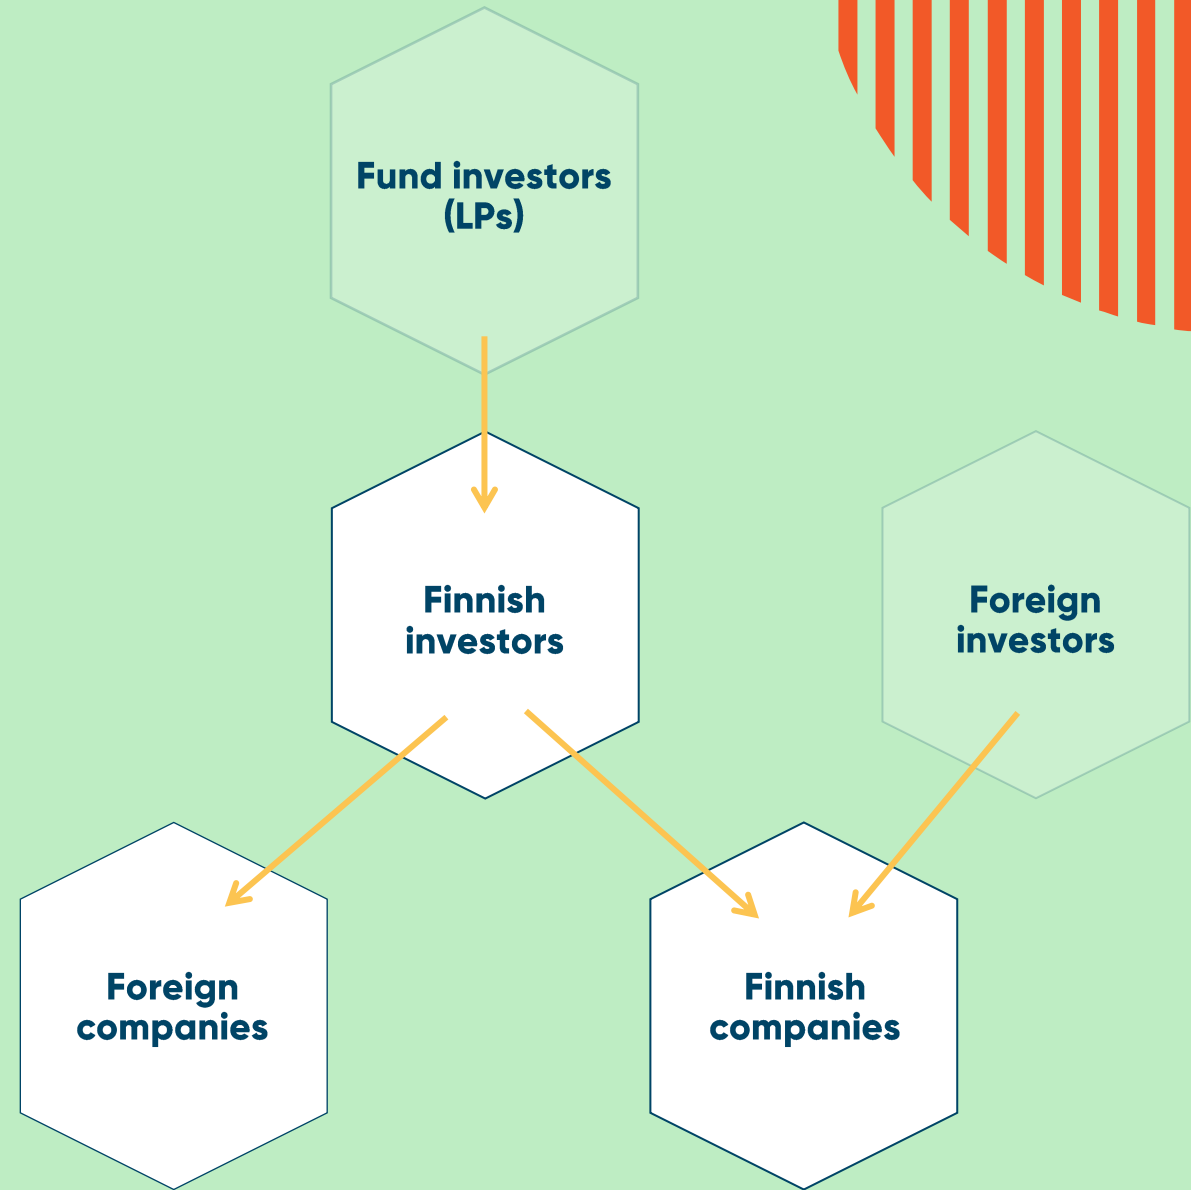 Fund investors
(LPs)
Finnish
investors
Foreign
investors
Foreign
companies
Finnish
companies